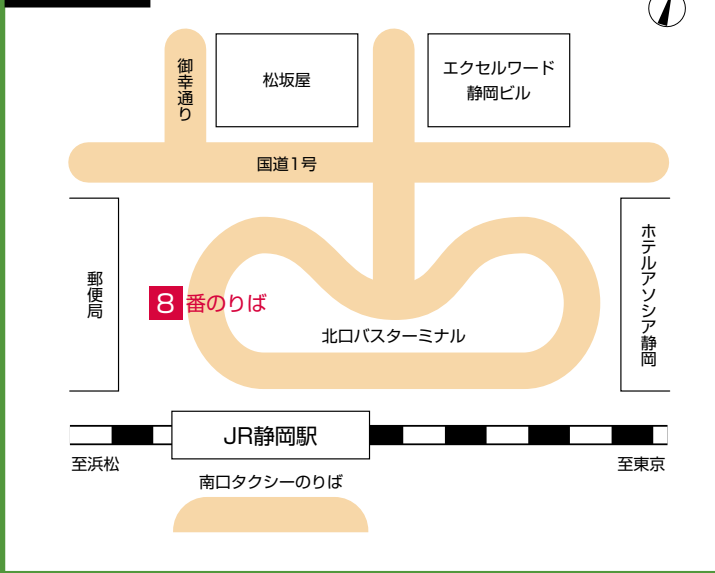 御幸通り
松坂屋
エクセルワード
静岡ビル
国道1号
郵便局
8番のりば
北口バスターミナル
ホテルアソシア静岡
JR静岡駅
至浜松
至東京
南口タクシーのりば